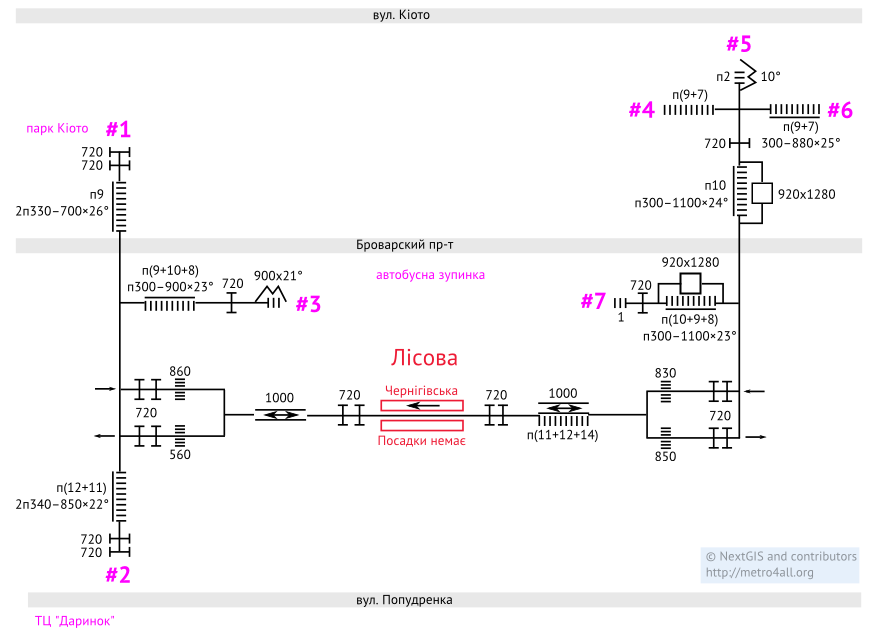 вул. Кіото
#5
п2
10°
п(9+7)
#4
#6
п(9+7)
300–880×25°
парк Кіото
#1
720
720
720
п9
2п330–700×26°
п10
п300–1100×24°
920x1280
Броварский пр-т
п(9+10+8)
п300–900×23°
720
900x21°
#3
автобусна зупинка
920x1280
#7
720
1
п(10+9+8)
п300–1100×23°
Лісова
860
720
560
1000
720
Чернігівська
Посадки немає
720
1000
п(11+12+14)
830
720
850
п(12+11)
2п340–850×22°
720
720
#2
© NextGIS and contributors
http://metro4all.org
вул. Попудренка
ТЦ "Даринок"